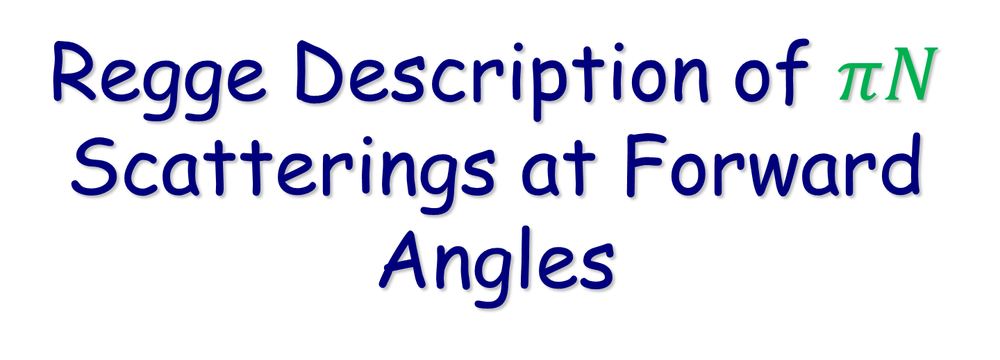 Regge Description of πN
Scatterings at Forward
Angles